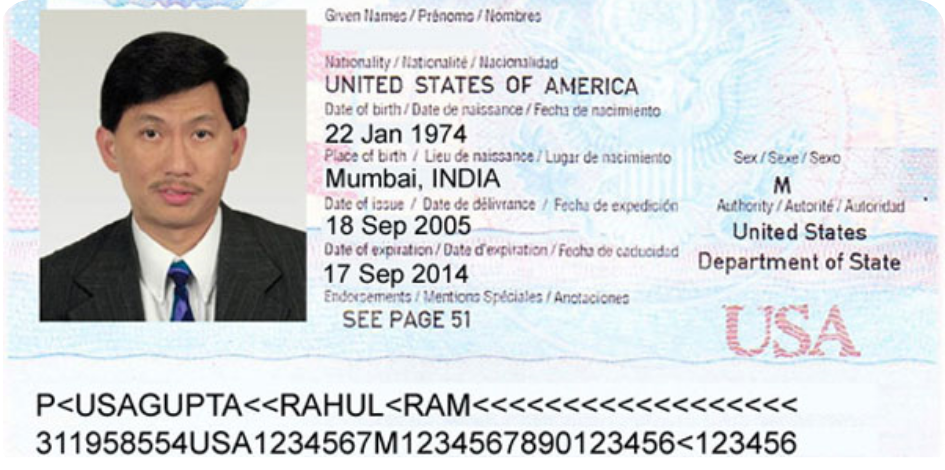 Given Names / Prénoms / Nombres
Nationality / Nationalité / Nacionalidad
UNITED STATES OF AMERICA
Date of birth / Date de naissance / Fecha de nacimiento
22 Jan 1974
Place of birth / Lieu de naissance / Lugar de nacimiento
Sex / Sexe / Sexo
Mumbai, INDIA
M
Date of issue / Date de délivrance / Fecha de expedición
Authority / Autorité / Autoridad
18 Sep 2005
United States
Date of expiration / Date d'expiration / Fecha de caducidad
Department of State
17 Sep 2014
Endorsements / Mentions Spéciales / Anotaciones
SEE PAGE 51
USA
P<USAGUPTA<<RAHUL<RAM<<<<<<<<<<<<<<<<<<
311958554USA1234567M1234567890123456<123456